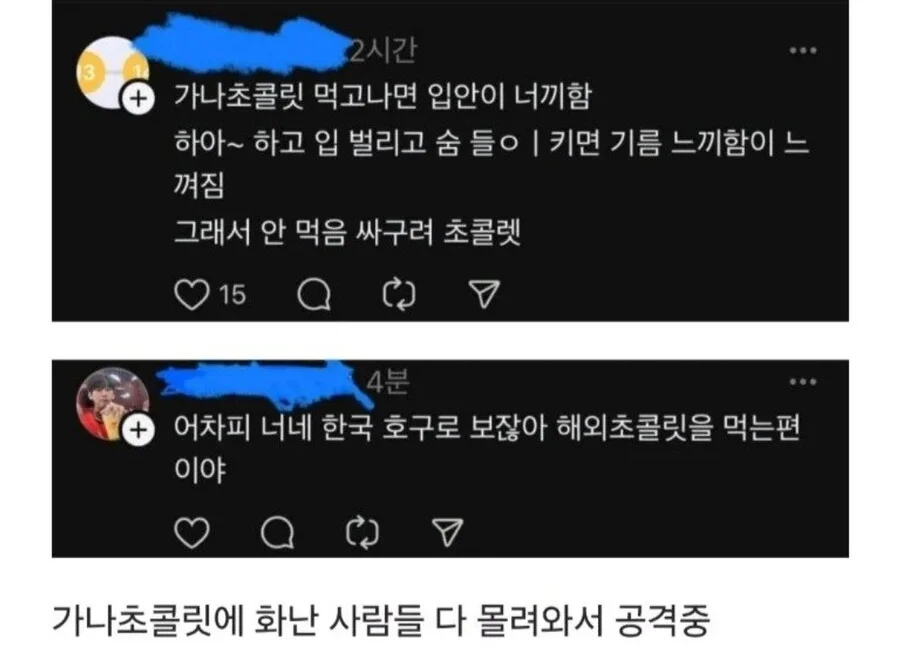 2시간
가나초콜릿 먹고나면 입안이 너끼함
하아~ 하고 입 벌리고 숨 들ㅇㅣ키면 기름 느끼함이 느
껴짐
그래서 안 먹음 싸구려 초콜렛
15
4분
어차피 너네 한국 호구로 보잖아 해외초콜릿을 먹는편
이야
가나초콜릿에 화난 사람들 다 몰려와서 공격중